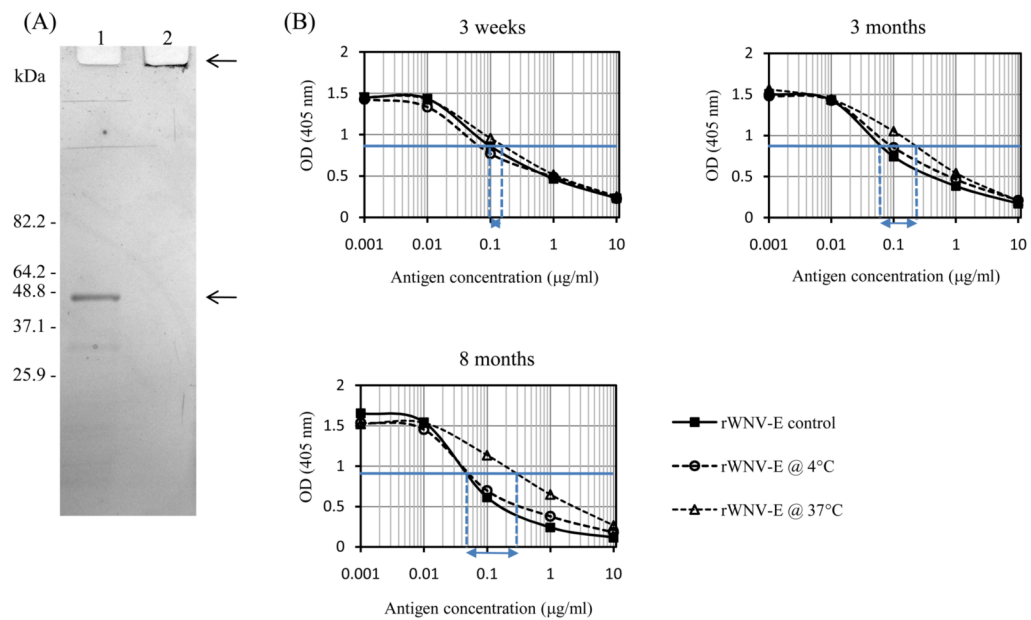 (A)
1 2
kDa
82.2 -
64.2 -
48.8 -
37.1 -
25.9 -
(B)
3 weeks
2
1.5
1
0.5
0
OD (405 nm)
0.001 0.01 0.1 1 10
Antigen concentration (μg/ml)
3 months
2
1.5
1
0.5
0
OD (405 nm)
0.001 0.01 0.1 1 10
Antigen concentration (μg/ml)
8 months
2
1.5
1
0.5
0
OD (405 nm)
0.001 0.01 0.1 1 10
Antigen concentration (μg/ml)
rWNV-E control
rWNV-E @ 4°C
rWNV-E @ 37°C